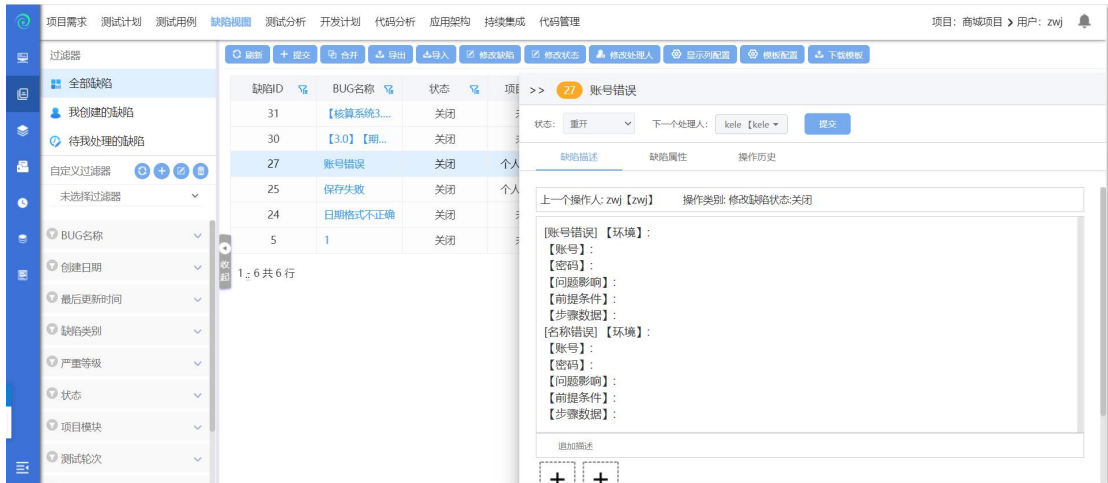 项目需求 测试计划 测试用例 缺陷视图 测试分析 开发计划 代码分析 应用架构 持续集成 代码管理 项目：商城项目 用户：zwj
过滤器
刷新 提交 合并 导出 导入 修改缺陷 修改状态 修改处理人 显示列配置 模板配置 下载模板
全部缺陷
我创建的缺陷
待我处理的缺陷
自定义过滤器
未选择过滤器
BUG名称
创建日期
最后更新时间
缺陷类别
严重等级
状态
项目模块
测试轮次
收起
缺陷ID BUG名称 状态
31 【核算系统3.... 关闭
30 【3.0】【期... 关闭
27 账号错误 关闭 个人
25 保存失败 关闭 个人
24 日期格式不正确 关闭
5 1 关闭
1 - 6 共 6 行
>> 27 账号错误
状态： 重开 下一个处理人： kele【kele 提交
缺陷描述 缺陷属性 操作历史
上一个操作人: zwj【zwj】 操作类别: 修改缺陷状态:关闭
[账号错误]【环境】:
【账号】:
【密码】:
【问题影响】:
【前提条件】:
【步骤数据】:
[名称错误]【环境】:
【账号】:
【密码】:
【问题影响】:
【前提条件】:
【步骤数据】:
追加描述